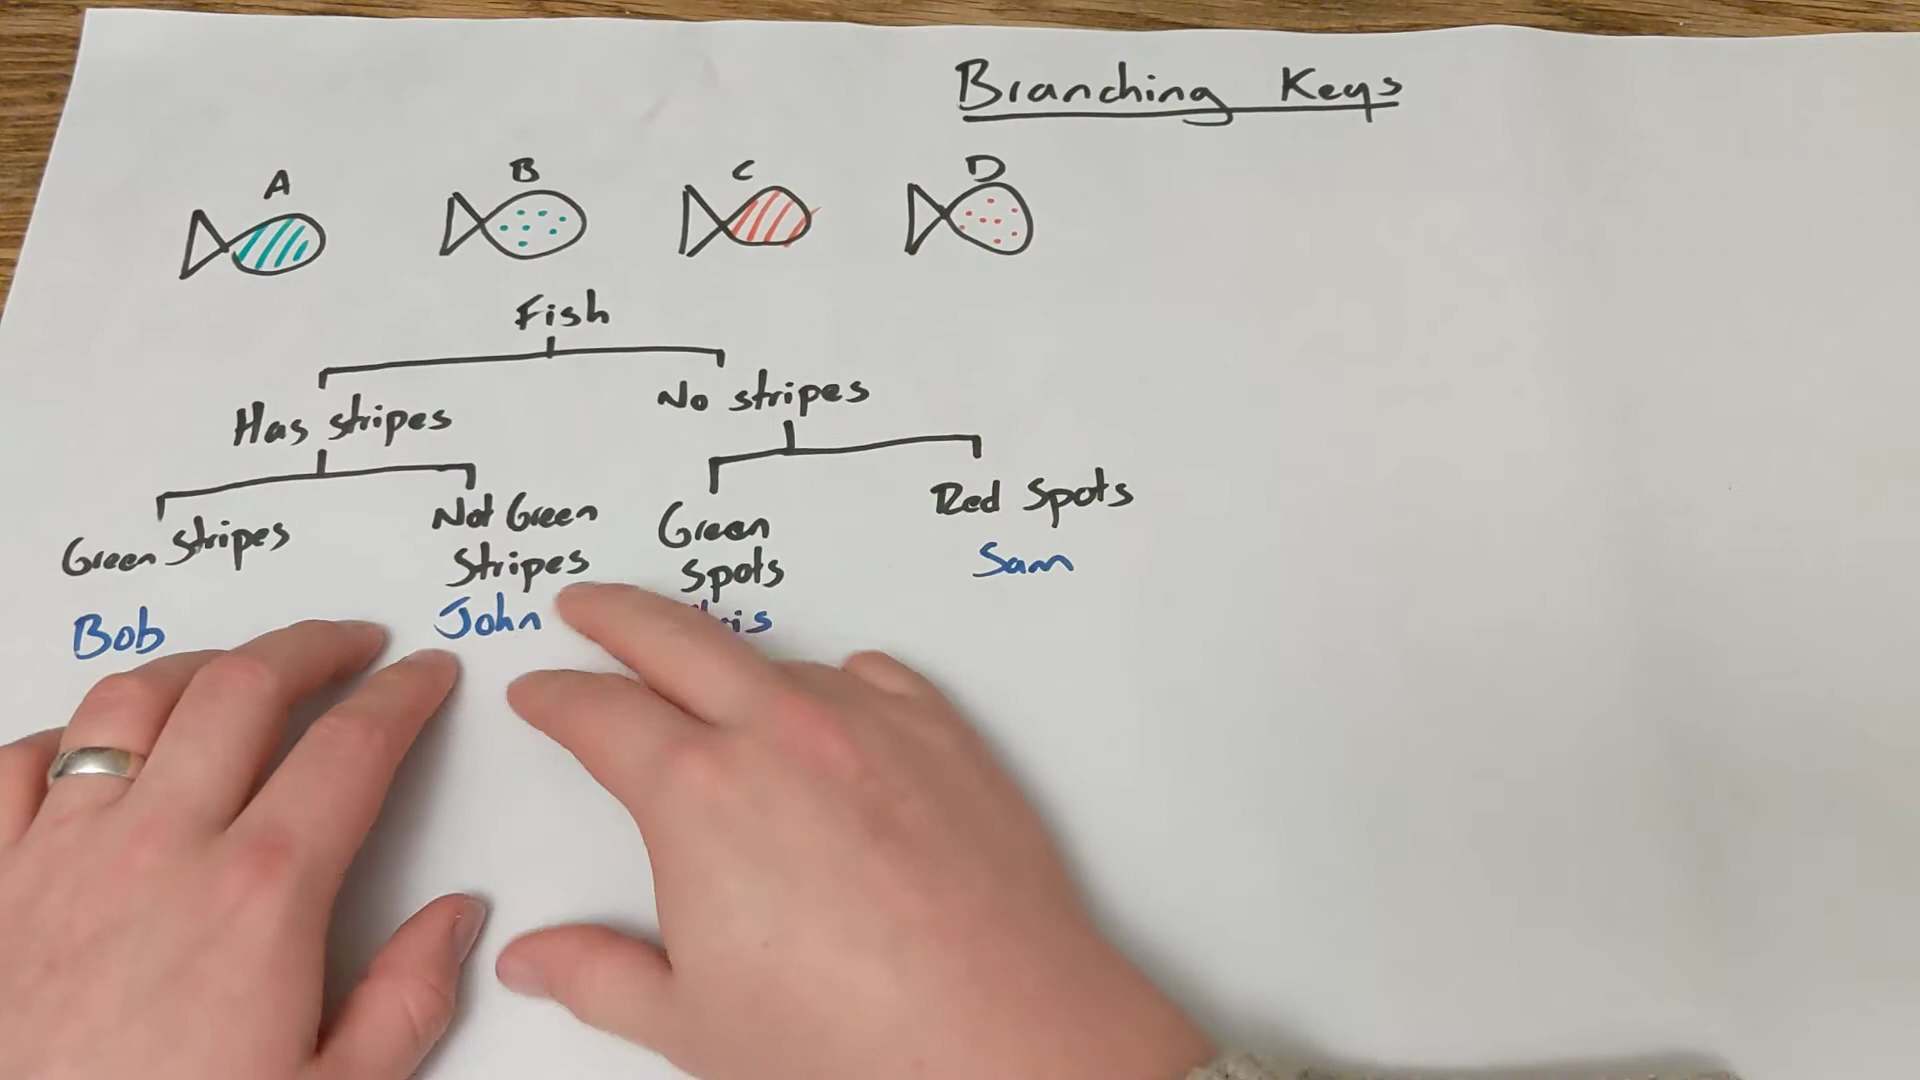 Branching Keys
A B C D
Fish
Has stripes
No stripes
Green Stripes
Not Green
Stripes
Green
Spots
Red Spots
Bob
John
Sam